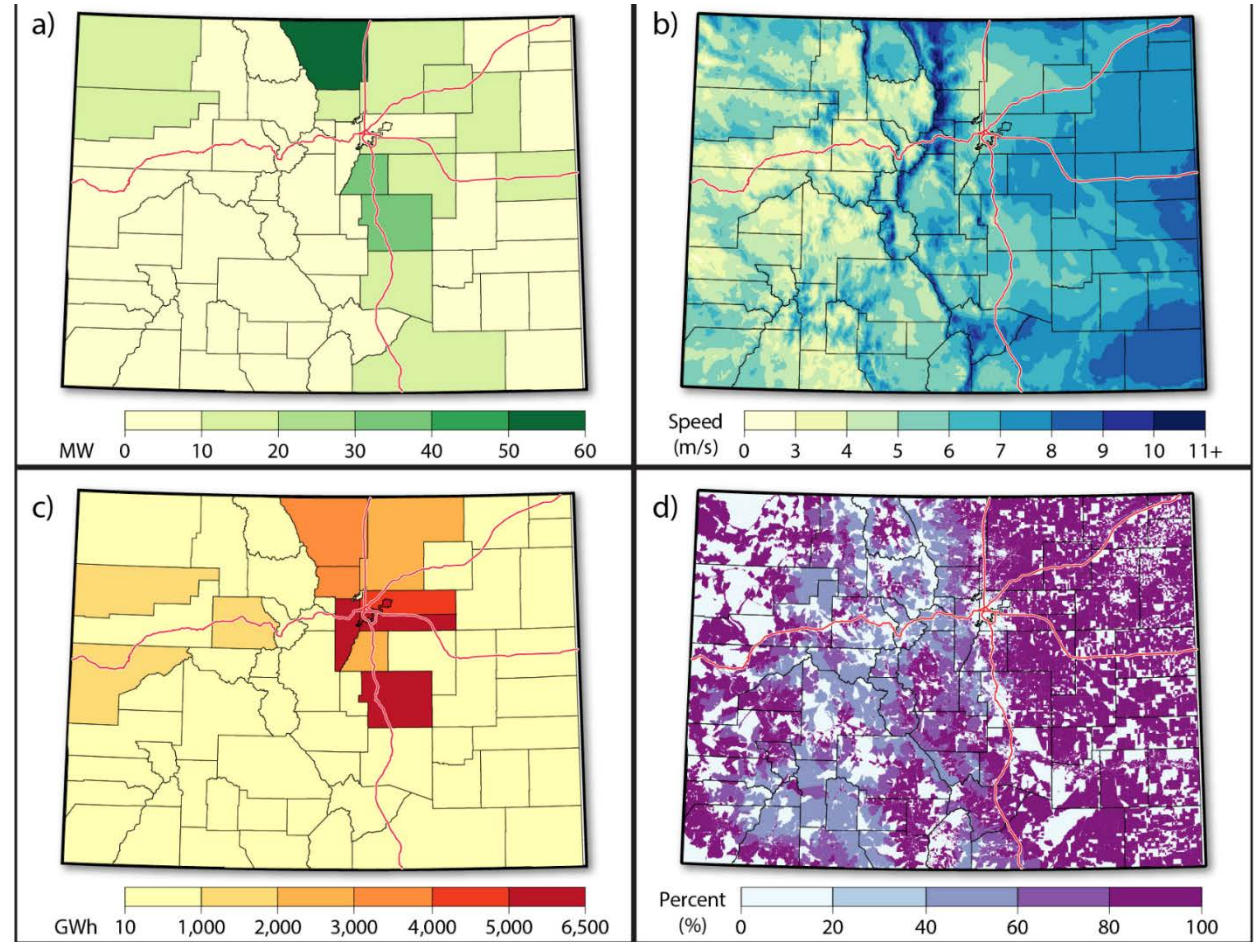 a)
MW 0 10 20 30 40 50 60
b)
Speed
(m/s) 0 3 4 5 6 7 8 9 10 11+
c)
GWh 10 1,000 2,000 3,000 4,000 5,000 6,500
d)
Percent
(%) 0 20 40 60 80 100